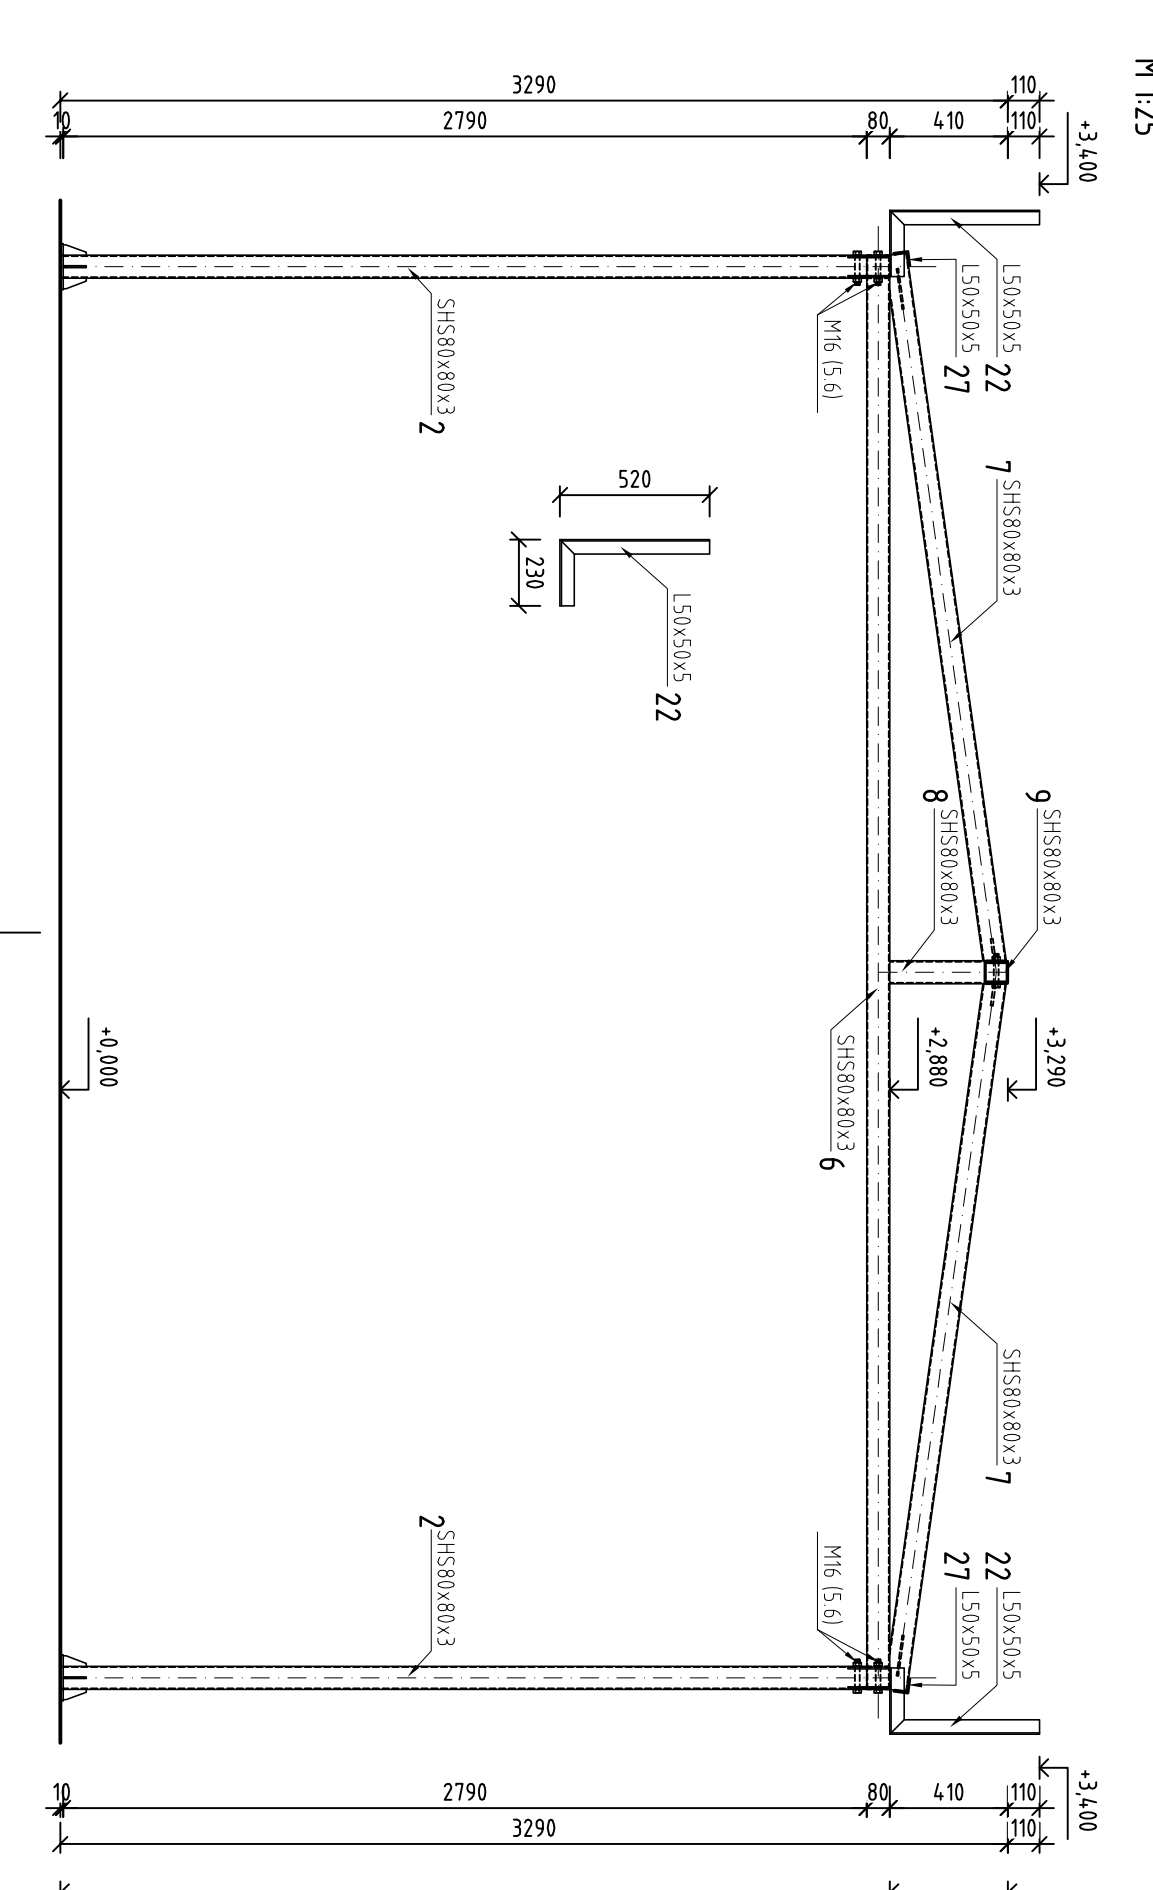 M 1:25
3290
110
10
2790
80
410
110
+3,400
L50x50x5 22
L50x50x5 27
M16 (5.6)
SHS80x80x3 2
7 SHS80x80x3
520
230
L50x50x5 22
9 SHS80x80x3
8 SHS80x80x3
+3,290
+2,880
+0,000
SHS80x80x3 6
SHS80x80x3 7
2 SHS80x80x3
M16 (5.6)
22 L50x50x5
27 L50x50x5
+3,400
10
2790
80
410
110
3290
110